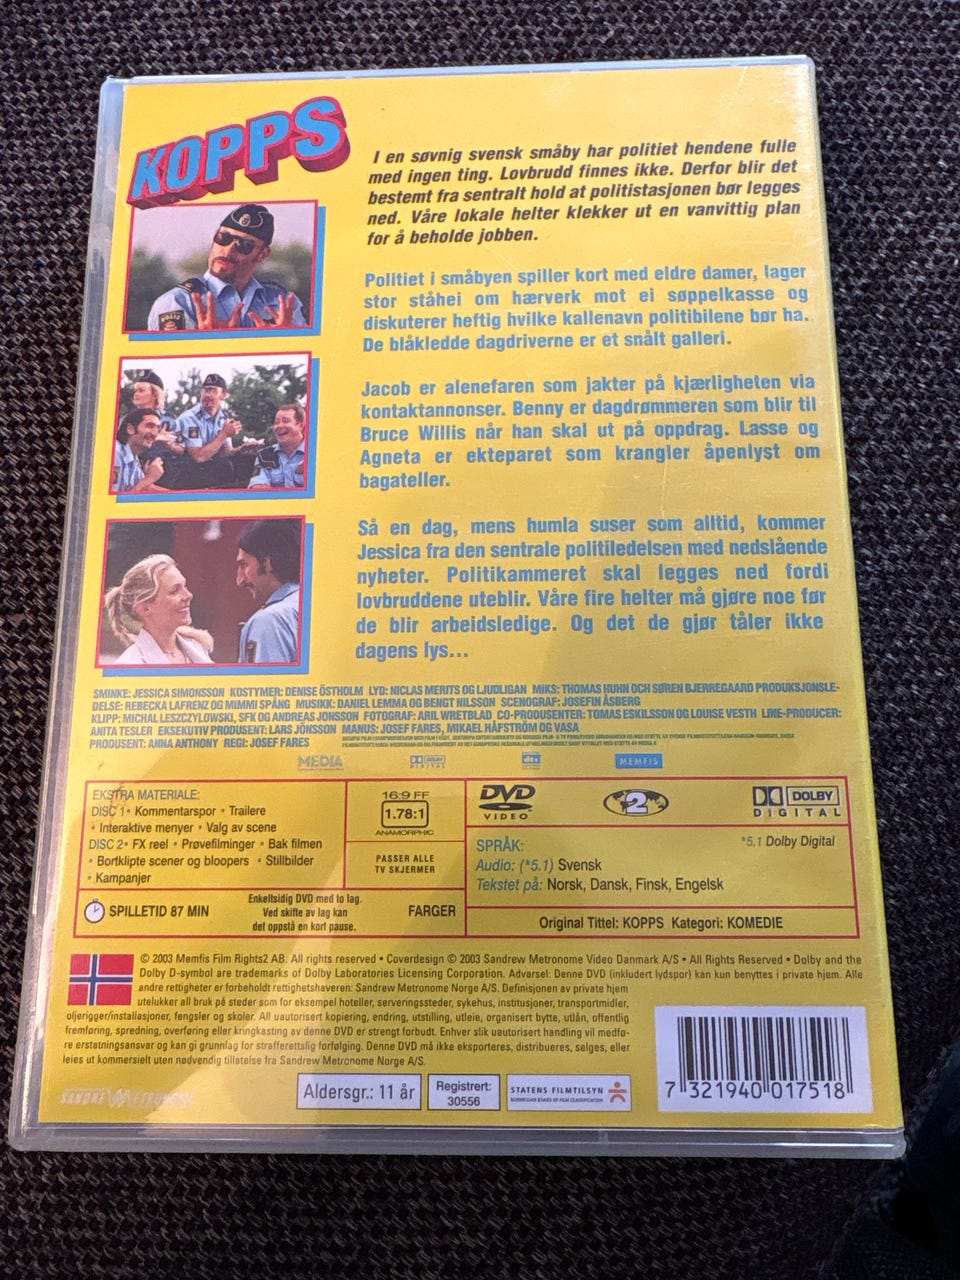 KOPPS
I en søvnig svensk småby har politiet hendene fulle
med ingen ting. Lovbrudd finnes ikke. Derfor blir det
bestemt fra sentralt hold at politistasjonen bør legges
ned. Våre lokale helter klekker ut en vanvittig plan
for å beholde jobben.
Politiet i småbyen spiller kort med eldre damer, lager
stor ståhei om hærverk mot ei søppelkasse og
diskuterer heftig hvilke kallenavn politibilene bør ha.
De blåkledde dagdriverne er et snålt galleri.
Jacob er alenefaren som jakter på kjærligheten via
kontaktannonser. Benny er dagdrømmeren som blir til
Bruce Willis når han skal ut på oppdrag. Lasse og
Agneta er ekteparet som krangler åpenlyst om
bagateller.
Så en dag, mens humla suser som alltid, kommer
Jessica fra den sentrale politiledelsen med nedslående
nyheter. Politikammeret skal legges ned fordi
lovbruddene uteblir. Våre fire helter må gjøre noe før
de blir arbeidsledige. Og det de gjør tåler ikke
dagens lys...
SMINKE: JESSICA SIMONSSON KOSTYMER: DENISE ÖSTHOLM LYD: NICLAS MERITS OG LJUDLIGAN MIKS: THOMAS HUHN OCH SØREN BJERREGAARD PRODUKSJONSLE-
DELSE: REBECKA LAFRENZ OG MIMMI SPÅNG MUSIKK: DANIEL LEMMA OG BENGT NILSSON SCENOGRAF: JOSEFIN ÅSBERG
KLIPP: MICHAL LESZCZYLOWSKI, SFK OG ANDREAS JONSSON FOTOGRAF: ARIL WRETBLAD CO-PRODUSENTER: TOMAS ESKILSSON OG LOUISE VESTH LINE-PRODUCER:
ANITA TESLER EKSEKUTIV PRODUSENT: LARS JÖNSSON MANUS: JOSEF FARES, MIKAEL HÅFSTRÖM OG VASA
PRODUSENT: ANNA ANTHONY REGI: JOSEF FARES
MEDIA DOLBY DIGITAL dts MEMFIS
EKSTRA MATERIALE:
DISC 1 • Kommentarspor • Trailere
• Interaktive menyer • Valg av scene
DISC 2 • FX reel • Prøvefilminger • Bak filmen
• Bortklipte scener og bloopers • Stillbilder
• Kampanjer
16:9 FF
1.78:1
ANAMORPHIC
PASSER ALLE
TV SKJERMER
DVD
VIDEO
2
DOLBY
DIGITAL
*5.1 Dolby Digital
SPRÅK:
Audio: (*5.1) Svensk
Tekstet på: Norsk, Dansk, Finsk, Engelsk
SPILLETID 87 MIN
Enkeltsidig DVD med to lag.
Ved skifte av lag kan
det oppstå en kort pause.
FARGER
Original Tittel: KOPPS Kategori: KOMEDIE
© 2003 Memfis Film Rights2 AB. All rights reserved • Coverdesign © 2003 Sandrew Metronome Video Danmark A/S • All Rights Reserved • Dolby and the
Dolby D-symbol are trademarks of Dolby Laboratories Licensing Corporation. Advarsel: Denne DVD (inkludert lydspor) kan kun benyttes i private hjem. Alle
andre rettigheter er forbeholdt rettighetshaveren: Sandrew Metronome Norge A/S. Definisjonen av private hjem
utelukker all bruk på steder som for eksempel hoteller, serveringssteder, sykehus, institusjoner, transportmidler,
oljerigger/installasjoner, fengsler og skoler. All uautorisert kopiering, endring, utstilling, utleie, organisert bytte, utlån, offentlig
fremføring, spredning, overføring eller kringkasting av denne DVD er strengt forbudt. Enhver slik uautorisert handling vil medfø-
re erstatningsansvar og kan gi grunnlag for strafferettslig forfølging. Denne DVD må ikke eksporteres, distribueres, selges, eller
leies ut kommersielt uten nødvendig tillatelse fra Sandrew Metronome Norge A/S.
SANDREW METRONOME
Aldersgr.: 11 år
Registrert:
30556
STATENS FILMTILSYN
NORWEGIAN BOARD OF FILM CLASSIFICATION
7 321940 017518